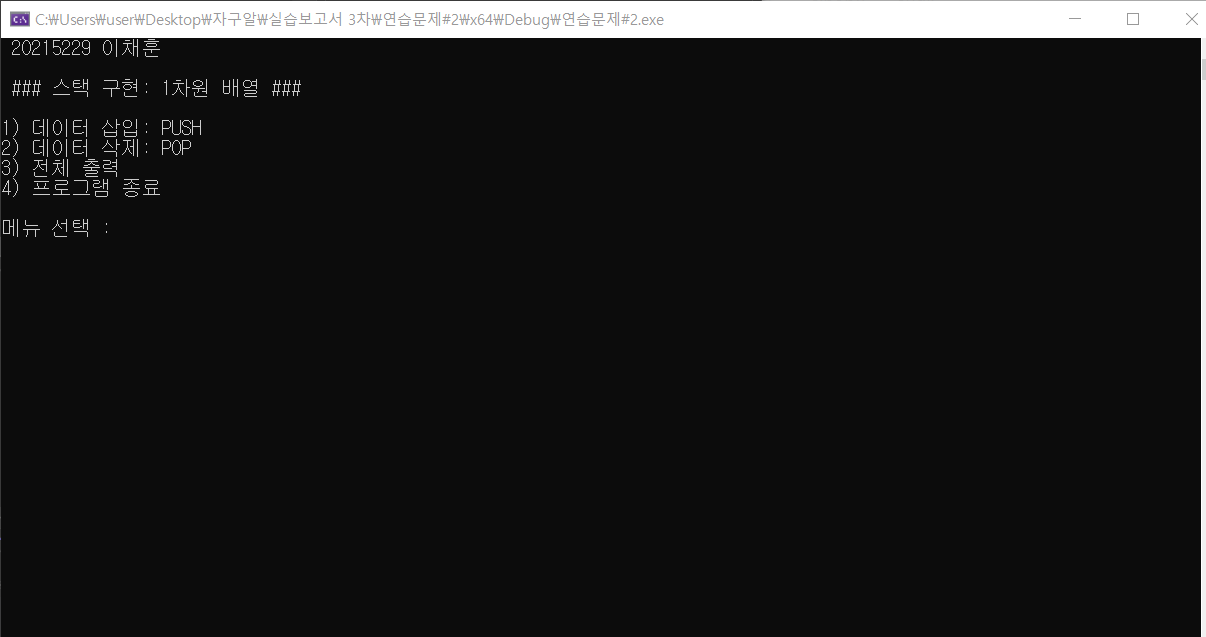 C:\Users\user\Desktop\자구알\실습보고서 3차\연습문제#2\x64\Debug\연습문제#2.exe
20215229 이채훈
### 스택 구현: 1차원 배열 ###
1) 데이터 삽입: PUSH
2) 데이터 삭제: POP
3) 전체 출력
4) 프로그램 종료
메뉴 선택 :